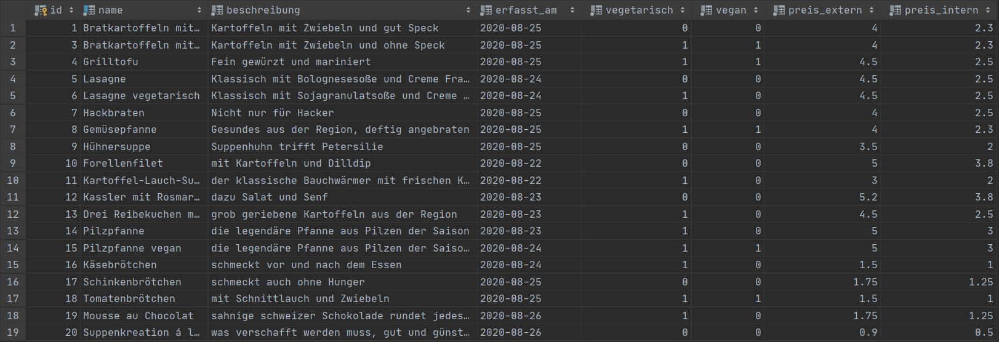 id name beschreibung erfasst_am vegetarisch vegan preis_extern preis_intern
1 1 Bratkartoffeln mit… Kartoffeln mit Zwiebeln und gut Speck 2020-08-25 0 0 4 2.3
2 3 Bratkartoffeln mit… Kartoffeln mit Zwiebeln und ohne Speck 2020-08-25 1 1 4 2.3
3 4 Grilltofu Fein gewürzt und mariniert 2020-08-25 1 1 4.5 2.5
4 5 Lasagne Klassisch mit Bolognesesoße und Creme Fra… 2020-08-24 0 0 4.5 2.5
5 6 Lasagne vegetarisch Klassisch mit Sojagranulatsoße und Creme … 2020-08-24 1 0 4.5 2.5
6 7 Hackbraten Nicht nur für Hacker 2020-08-25 0 0 4 2.5
7 8 Gemüsepfanne Gesundes aus der Region, deftig angebraten 2020-08-25 1 1 4 2.3
8 9 Hühnersuppe Suppenhuhn trifft Petersilie 2020-08-25 0 0 3.5 2
9 10 Forellenfilet mit Kartoffeln und Dilldip 2020-08-22 0 0 5 3.8
10 11 Kartoffel-Lauch-Su… der klassische Bauchwärmer mit frischen K… 2020-08-22 1 0 3 2
11 12 Kassler mit Rosmar… dazu Salat und Senf 2020-08-23 0 0 5.2 3.8
12 13 Drei Reibekuchen m… grob geriebene Kartoffeln aus der Region 2020-08-23 1 0 4.5 2.5
13 14 Pilzpfanne die legendäre Pfanne aus Pilzen der Saison 2020-08-23 1 0 5 3
14 15 Pilzpfanne vegan die legendäre Pfanne aus Pilzen der Saiso… 2020-08-24 1 1 5 3
15 16 Käsebrötchen schmeckt vor und nach dem Essen 2020-08-24 1 0 1.5 1
16 17 Schinkenbrötchen schmeckt auch ohne Hunger 2020-08-25 0 0 1.75 1.25
17 18 Tomatenbrötchen mit Schnittlauch und Zwiebeln 2020-08-25 1 1 1.5 1
18 19 Mousse au Chocolat sahnige schweizer Schokolade rundet jedes… 2020-08-26 1 0 1.75 1.25
19 20 Suppenkreation á l… was verschafft werden muss, gut und günst… 2020-08-26 0 0 0.9 0.5